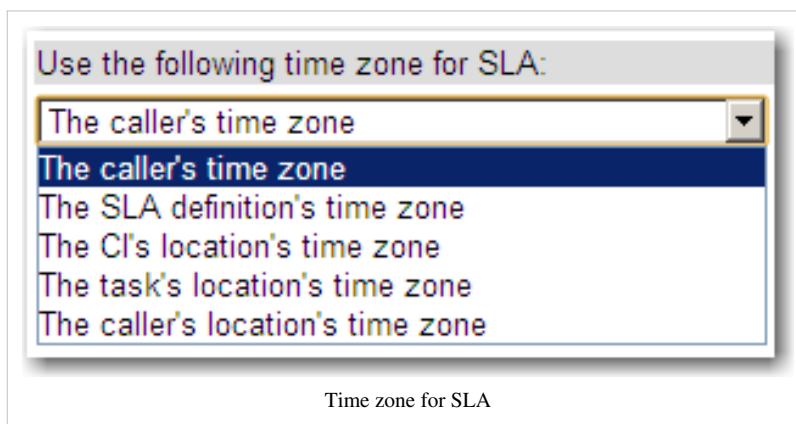 Use the following time zone for SLA:
The caller's time zone
The caller's time zone
The SLA definition's time zone
The CI's location's time zone
The task's location's time zone
The caller's location's time zone
Time zone for SLA